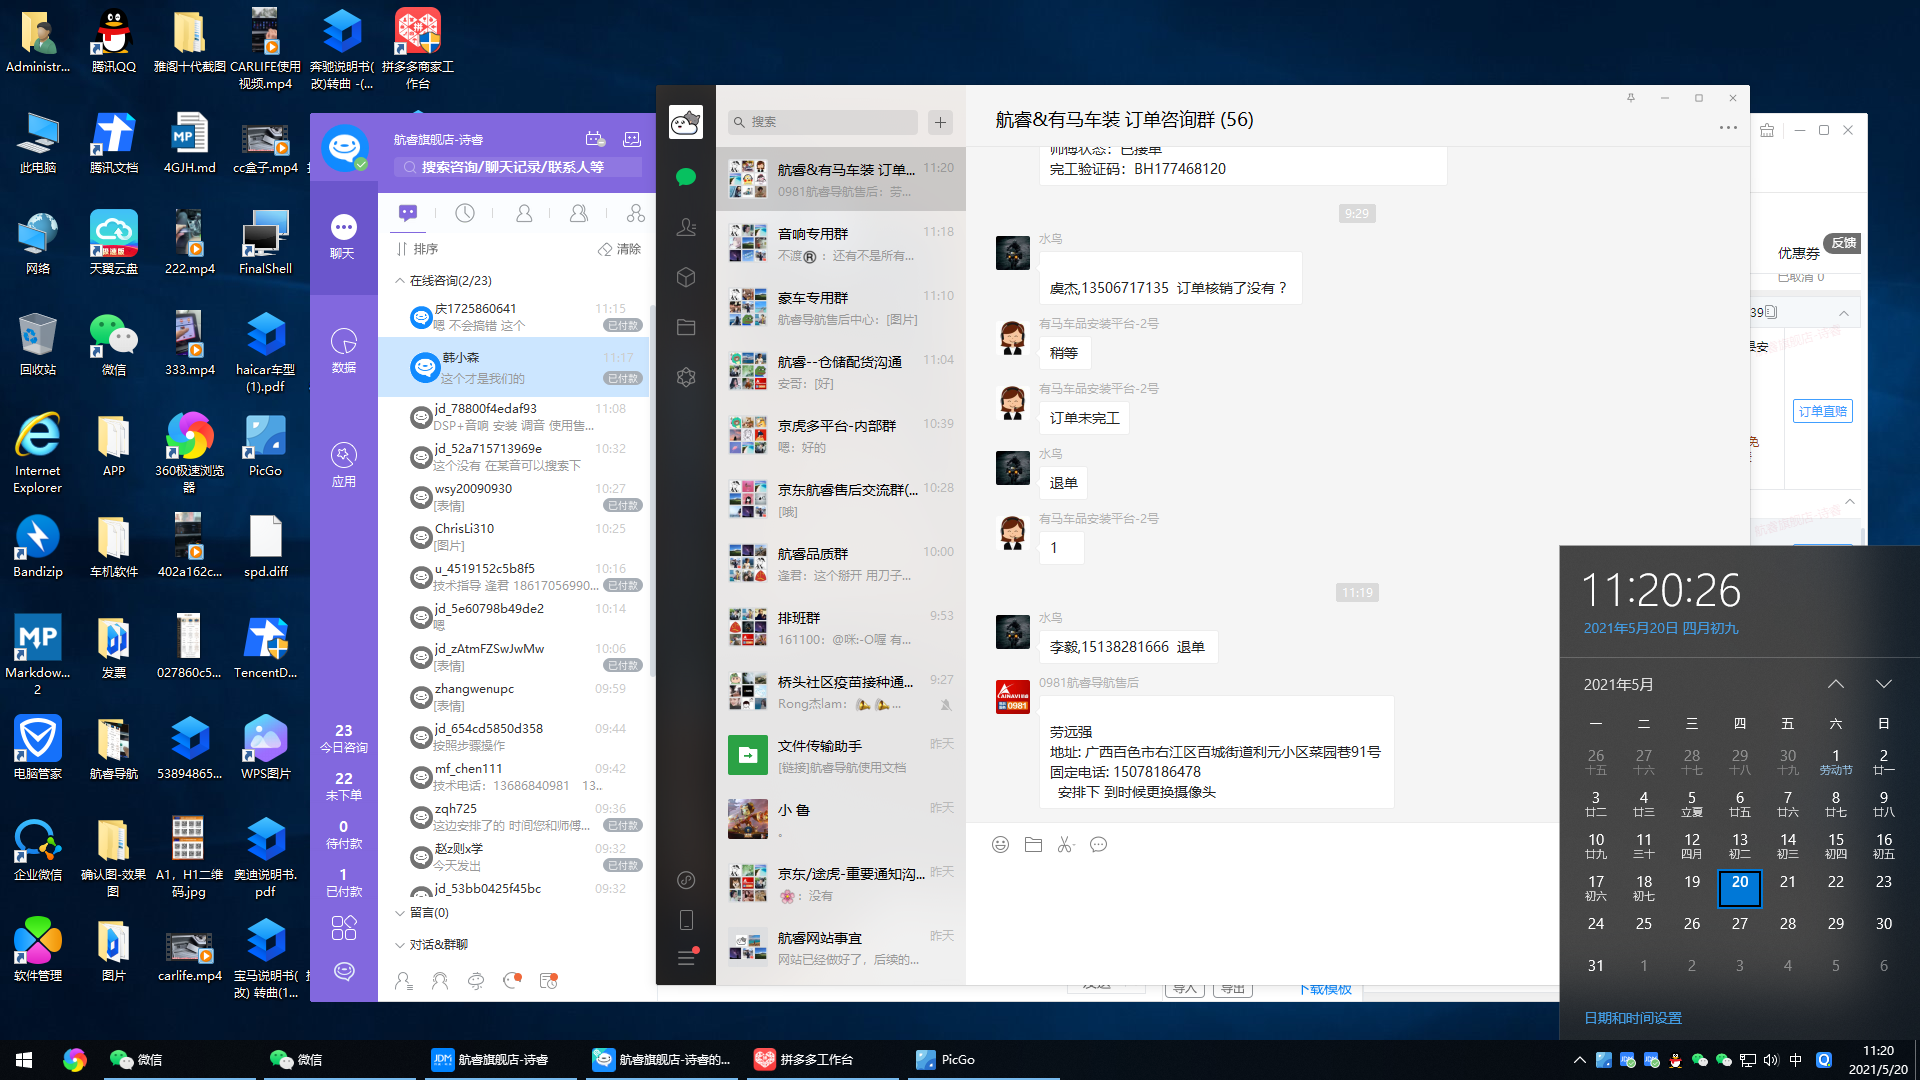 Administr...
腾讯QQ
雅阁十代截图
CARLIFE使用视频.mp4
奔驰说明书(改)转曲 -(...
拼多多商家工作台
此电脑
腾讯文档
4GJH.md
cc盒子.mp4
网络
天翼云盘
222.mp4
FinalShell
回收站
微信
333.mp4
haicar车型(1).pdf
Internet Explorer
APP
360极速浏览器
PicGo
Bandizip
车机软件
402a162c...
spd.diff
Markdow... 2
发票
027860c5...
TencentD...
电脑管家
航睿导航
53894865...
WPS图片
企业微信
确认图-效果图
A1，H1二维码.jpg
奥迪说明书.pdf
软件管理
图片
carlife.mp4
宝马说明书(改) 转曲(1...
航睿旗舰店-诗睿
搜索咨询/聊天记录/联系人等
聊天
数据
应用
23
今日咨询
22
未下单
0
待付款
1
已付款
排序
清除
在线咨询(2/23)
庆1725860641
11:15
嗯 不会搞错 这个
已付款
韩小森
11:17
这个才是我们的
已付款
jd_78800f4edaf93
11:08
DSP+音响 安装 调音 使用售...
jd_52a715713969e
10:32
这个没有 在某音可以搜索下
wsy20090930
10:27
[表情]
已付款
ChrisLi310
10:25
[图片]
u_4519152c5b8f5
10:16
技术指导 逢君 18617056990...
已付款
jd_5e60798b49de2
10:14
嗯
jd_zAtmFZSwJwMw
10:06
[表情]
已付款
zhangwenupc
09:59
[表情]
jd_654cd5850d358
09:44
按照步骤操作
mf_chen111
09:42
技术电话：13686840981 13..
zqh725
09:36
这边安排了的 时间您和师傅...
已付款
赵z则x学
09:32
今天发出
已付款
jd_53bb0425f45bc
09:32
留言(0)
对话&群聊
搜索
航睿&有马车装 订单...
11:20
0981航睿导航售后：劳...
音响专用群
11:18
不渡®：还有不是所有...
豪车专用群
11:10
航睿导航售后中心：[图片]
航睿--仓储配货沟通
11:04
安哥：[好]
京虎多平台-内部群
10:39
嗯：好的
京东航睿售后交流群(...
10:28
[哦]
航睿品质群
10:00
逢君：这个掰开 用刀子...
排班群
9:53
161100：@咪:-O喔 有...
桥头社区疫苗接种通...
9:27
Rong杰lam：...
文件传输助手
昨天
[链接]航睿导航使用文档
小 鲁
昨天
。
京东/途虎-重要通知沟...
昨天
：没有
航睿网站事宜
昨天
网站已经做好了，后续的...
航睿&有马车装 订单咨询群 (56)
师傅状态：已接单
完工验证码：BH177468120
9:29
水鸟
虞杰,13506717135 订单核销了没有？
有马车品安装平台-2号
稍等
有马车品安装平台-2号
订单未完工
水鸟
退单
有马车品安装平台-2号
1
11:19
水鸟
李毅,15138281666 退单
CAINAVI航睿
0981
0981航睿导航售后
劳远强
地址: 广西百色市右江区百城街道利元小区菜园巷91号
固定电话: 15078186478
安排下 到时候更换摄像头
发送
导入
导出
下载模板
优惠券
反馈
已取消 0
39
是安
订单直赔
免
航睿旗舰店-诗睿
11:20:26
2021年5月20日 四月初九
2021年5月
一 二 三 四 五 六 日
26 27 28 29 30 1 2
十五 十六 十七 十八 十九 劳动节 廿一
3 4 5 6 7 8 9
廿二 廿三 立夏 廿五 廿六 廿七 廿八
10 11 12 13 14 15 16
廿九 三十 四月 初二 初三 初四 初五
17 18 19 20 21 22 23
初六 初七
24 25 26 27 28 29 30
31 1 2 3 4 5 6
日期和时间设置
微信
微信
航睿旗舰店-诗睿
航睿旗舰店-诗睿的...
拼多多工作台
PicGo
中
11:20
2021/5/20